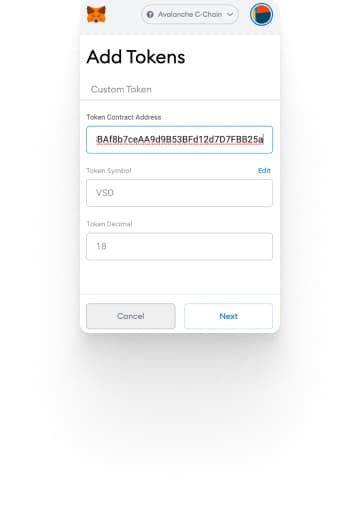 Avalanche C-Chain
Add Tokens
Custom Token
Token Contract Address
BAf8b7ceAA9d9B53BFd12d7D7FBB25a
Token Symbol
Edit
VSO
Token Decimal
18
Cancel
Next